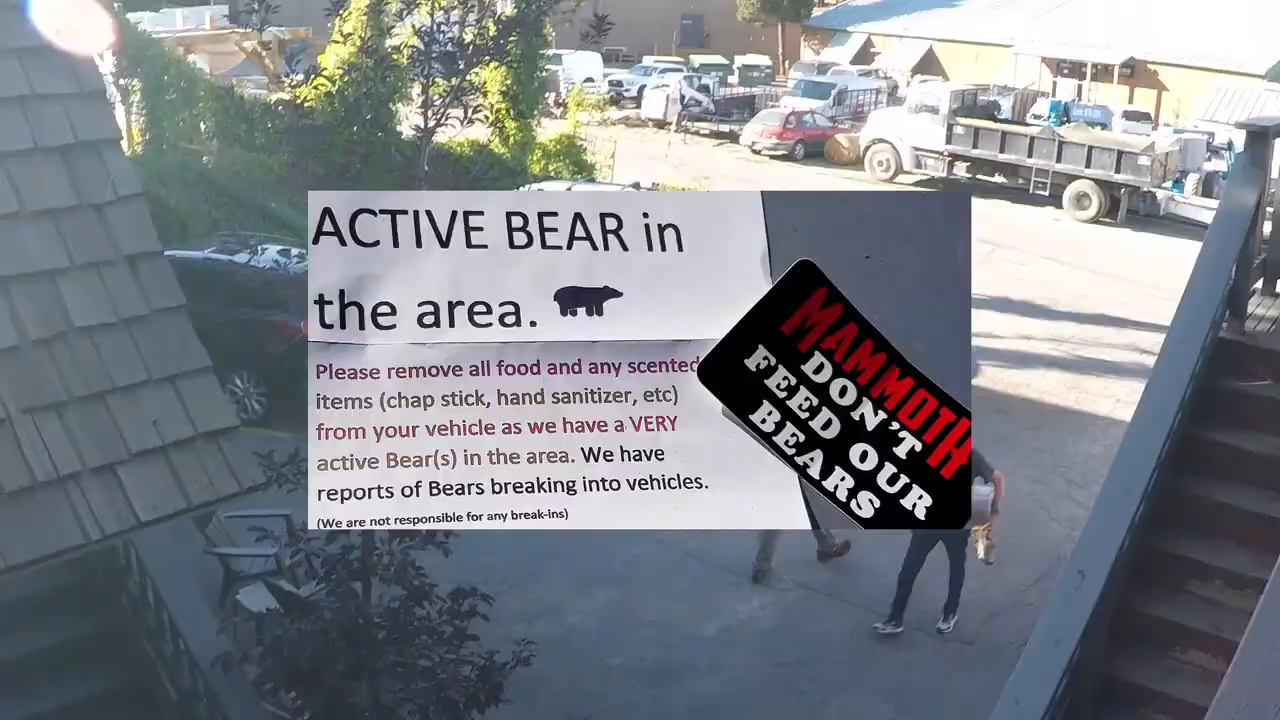 ACTIVE BEAR in
the area.
Please remove all food and any scented
items (chap stick, hand sanitizer, etc)
from your vehicle as we have a VERY
active Bear(s) in the area. We have
reports of Bears breaking into vehicles.
(We are not responsible for any break-ins)
MAMMOTH
DON'T
FEED OUR
BEARS